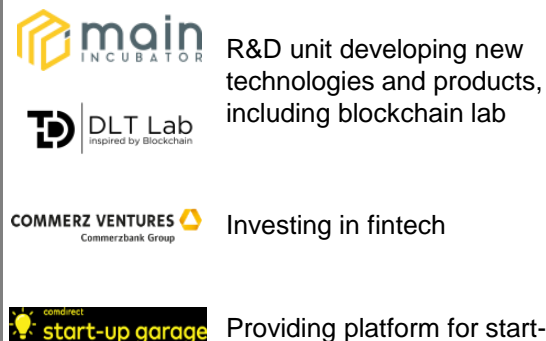 main
INCUBATOR
R&D unit developing new
technologies and products,
including blockchain lab
TD DLT Lab
inspired by Blockchain
COMMERZ VENTURES
Commerzbank Group
Investing in fintech
comdirect
start-up garage
Providing platform for start-